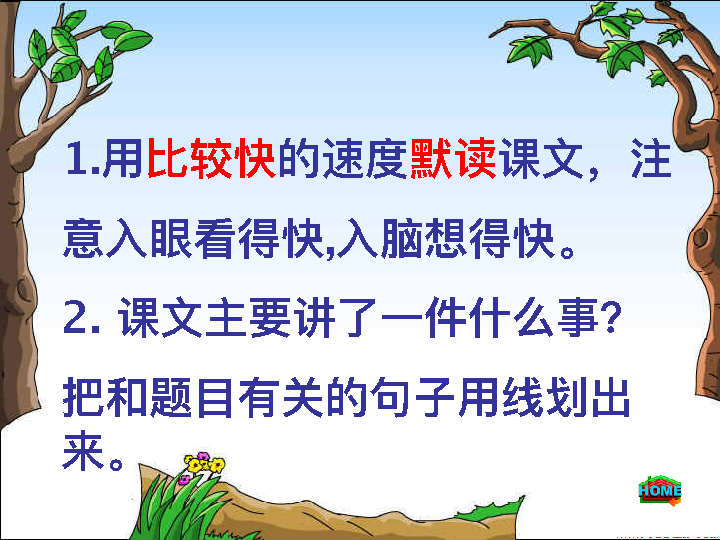 1.用比较快的速度默读课文，注
意入眼看得快,入脑想得快。
2. 课文主要讲了一件什么事?
把和题目有关的句子用线划出
来。
HOME